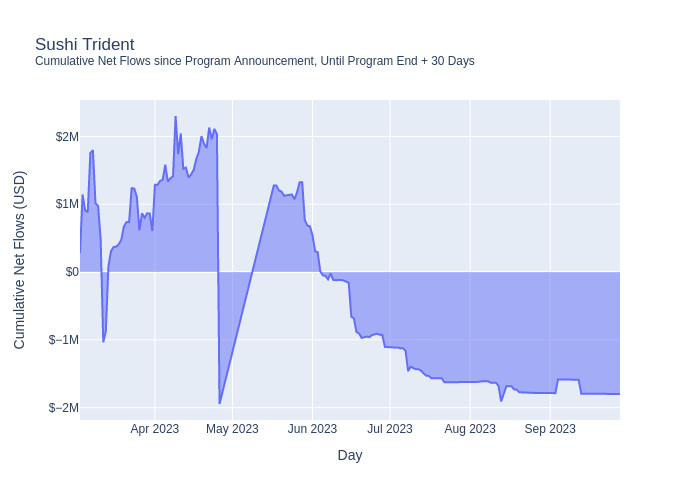 Sushi Trident
Cumulative Net Flows since Program Announcement, Until Program End + 30 Days
Cumulative Net Flows (USD)
$2M
$1M
$0
$−1M
$−2M
Apr 2023 May 2023 Jun 2023 Jul 2023 Aug 2023 Sep 2023
Day